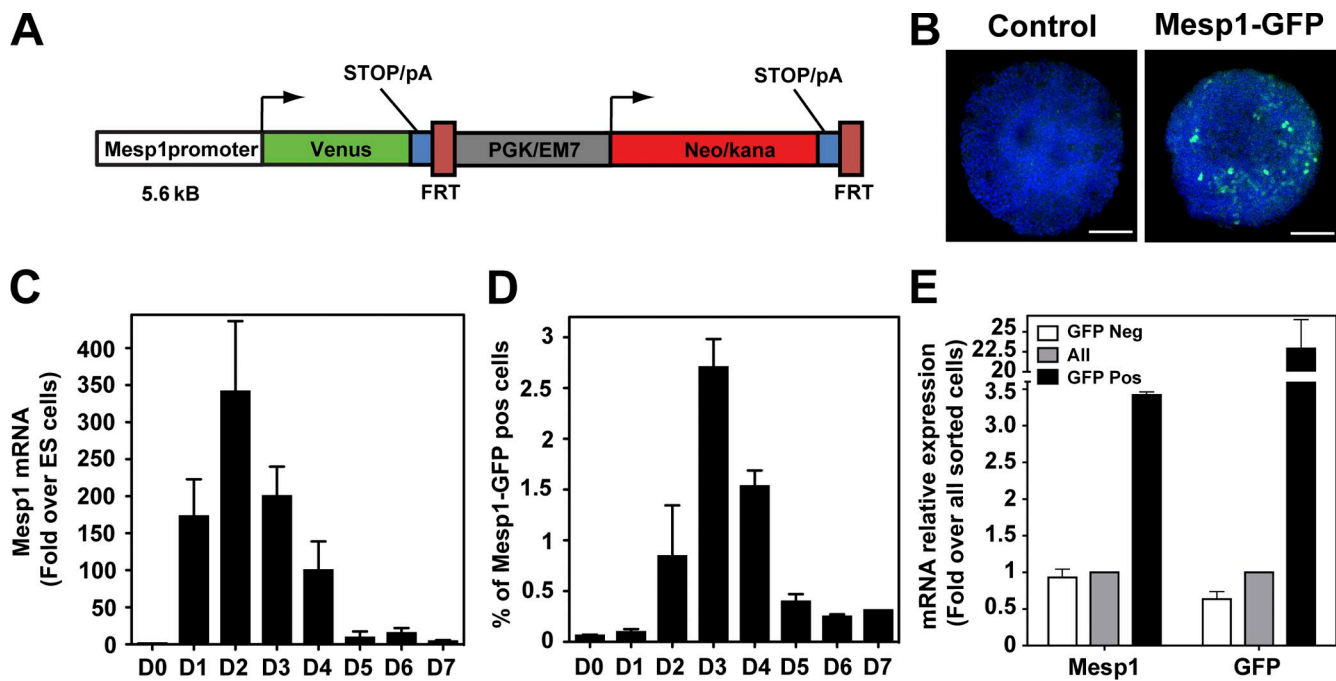 A
STOP/pA
STOP/pA
Mesp1promoter
Venus
PGK/EM7
Neo/kana
5.6 kB
FRT
FRT
B
Control
Mesp1-GFP
C
Mesp1 mRNA
(Fold over ES cells)
400
350
300
250
200
150
100
50
0
D0 D1 D2 D3 D4 D5 D6 D7
D
% of Mesp1-GFP pos cells
3
2.5
2
1.5
1
0.5
0
D0 D1 D2 D3 D4 D5 D6 D7
E
mRNA relative expression
(Fold over all sorted cells)
25
22.5
20
3.5
3.0
2.5
2.0
1.5
1.0
0.5
0
GFP Neg
All
GFP Pos
Mesp1 GFP